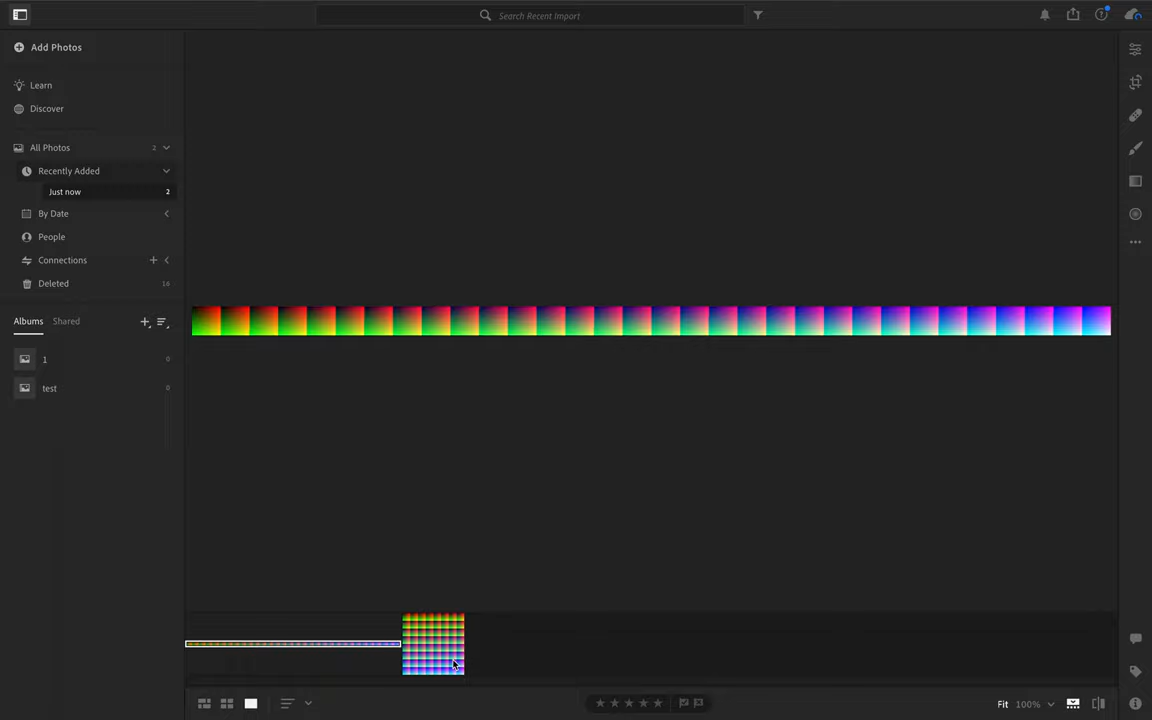 Search Recent Import
Add Photos
Learn
Discover
All Photos 2
Recently Added
Just now 2
By Date
People
Connections
Deleted 16
Albums Shared
1 0
test 0
Fit 100%